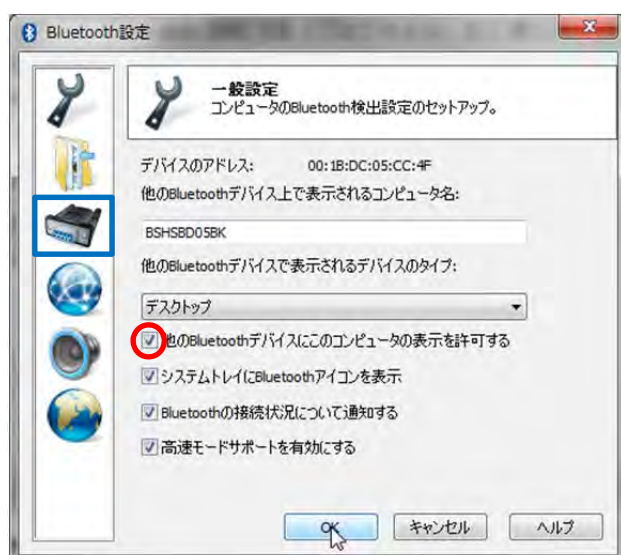 Bluetooth設定
一般設定
コンピュータのBluetooth検出設定のセットアップ。
デバイスのアドレス: 00:1B:DC:05:CC:4F
他のBluetoothデバイス上で表示されるコンピュータ名:
BSHSBD05BK
他のBluetoothデバイスで表示されるデバイスのタイプ:
デスクトップ
他のBluetoothデバイスにこのコンピュータの表示を許可する
システムトレイにBluetoothアイコンを表示
Bluetoothの接続状況について通知する
高速モードサポートを有効にする
OK キャンセル ヘルプ